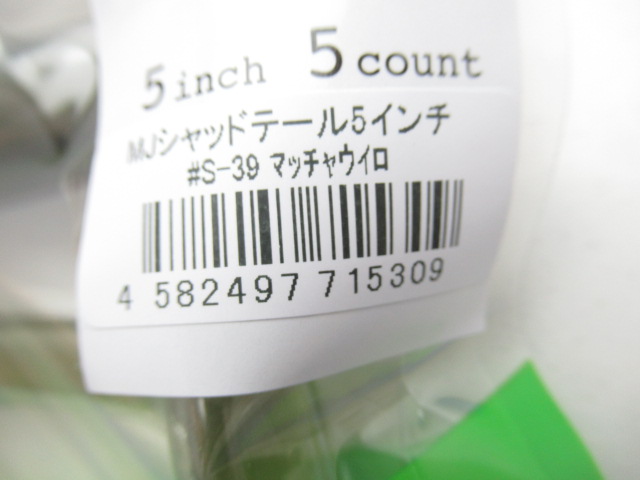 5 inch 5 count
MJシャッドテール5インチ
#S-39 マッチャウイロ
4 582497 715309